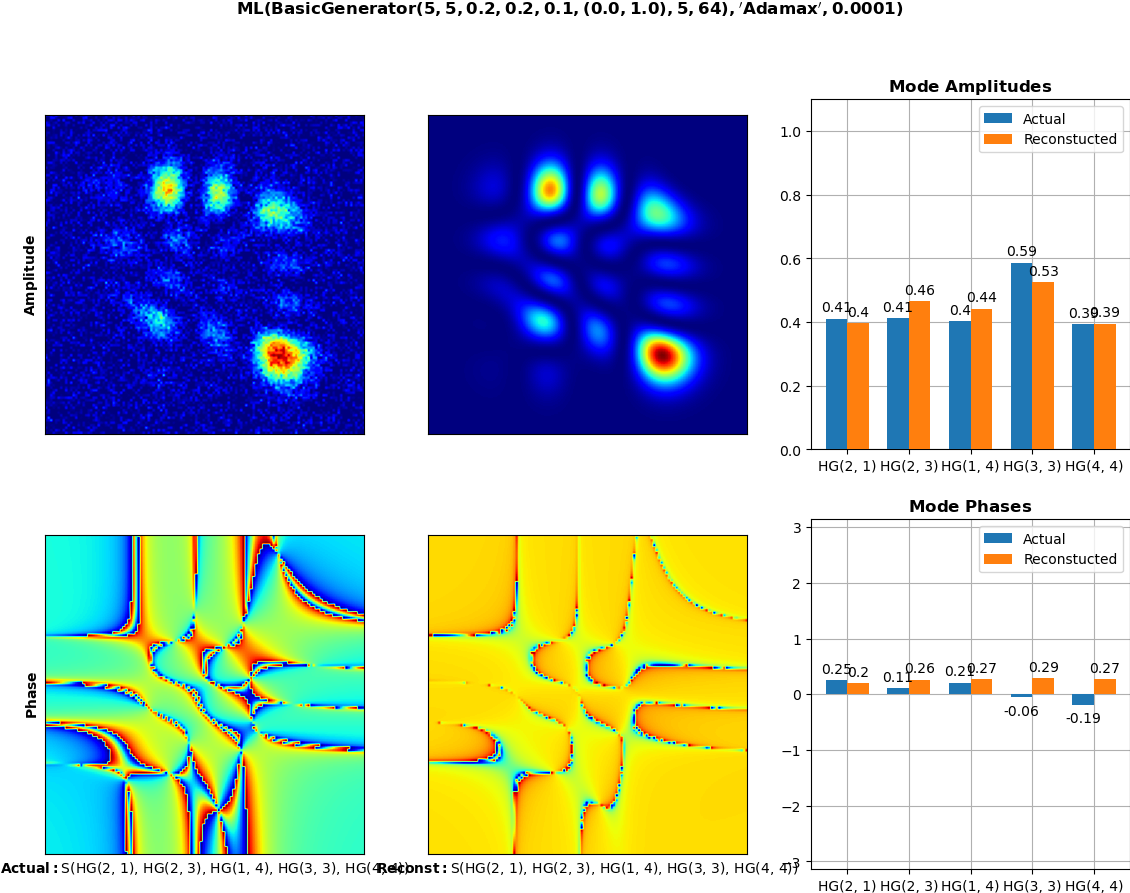 ML(BasicGenerator(5, 5, 0.2, 0.2, 0.1, (0.0, 1.0), 5, 64), ′Adamax′, 0.0001)
Amplitude
Mode Amplitudes
Actual
Reconstucted
1.0
0.8
0.6
0.4
0.2
0.0
0.41
0.4
0.41
0.46
0.4
0.44
0.59
0.53
0.39
0.39
HG(2, 1)
HG(2, 3)
HG(1, 4)
HG(3, 3)
HG(4, 4)
Phase
Mode Phases
Actual
Reconstucted
3
2
1
0
−1
−2
−3
0.25
0.2
0.11
0.26
0.21
0.27
-0.06
0.29
-0.19
0.27
HG(2, 1)
HG(2, 3)
HG(1, 4)
HG(3, 3)
HG(4, 4)
Actual: S(HG(2, 1), HG(2, 3), HG(1, 4), HG(3, 3), HG(4, 4))
Reconst: S(HG(2, 1), HG(2, 3), HG(1, 4), HG(3, 3), HG(4, 4))